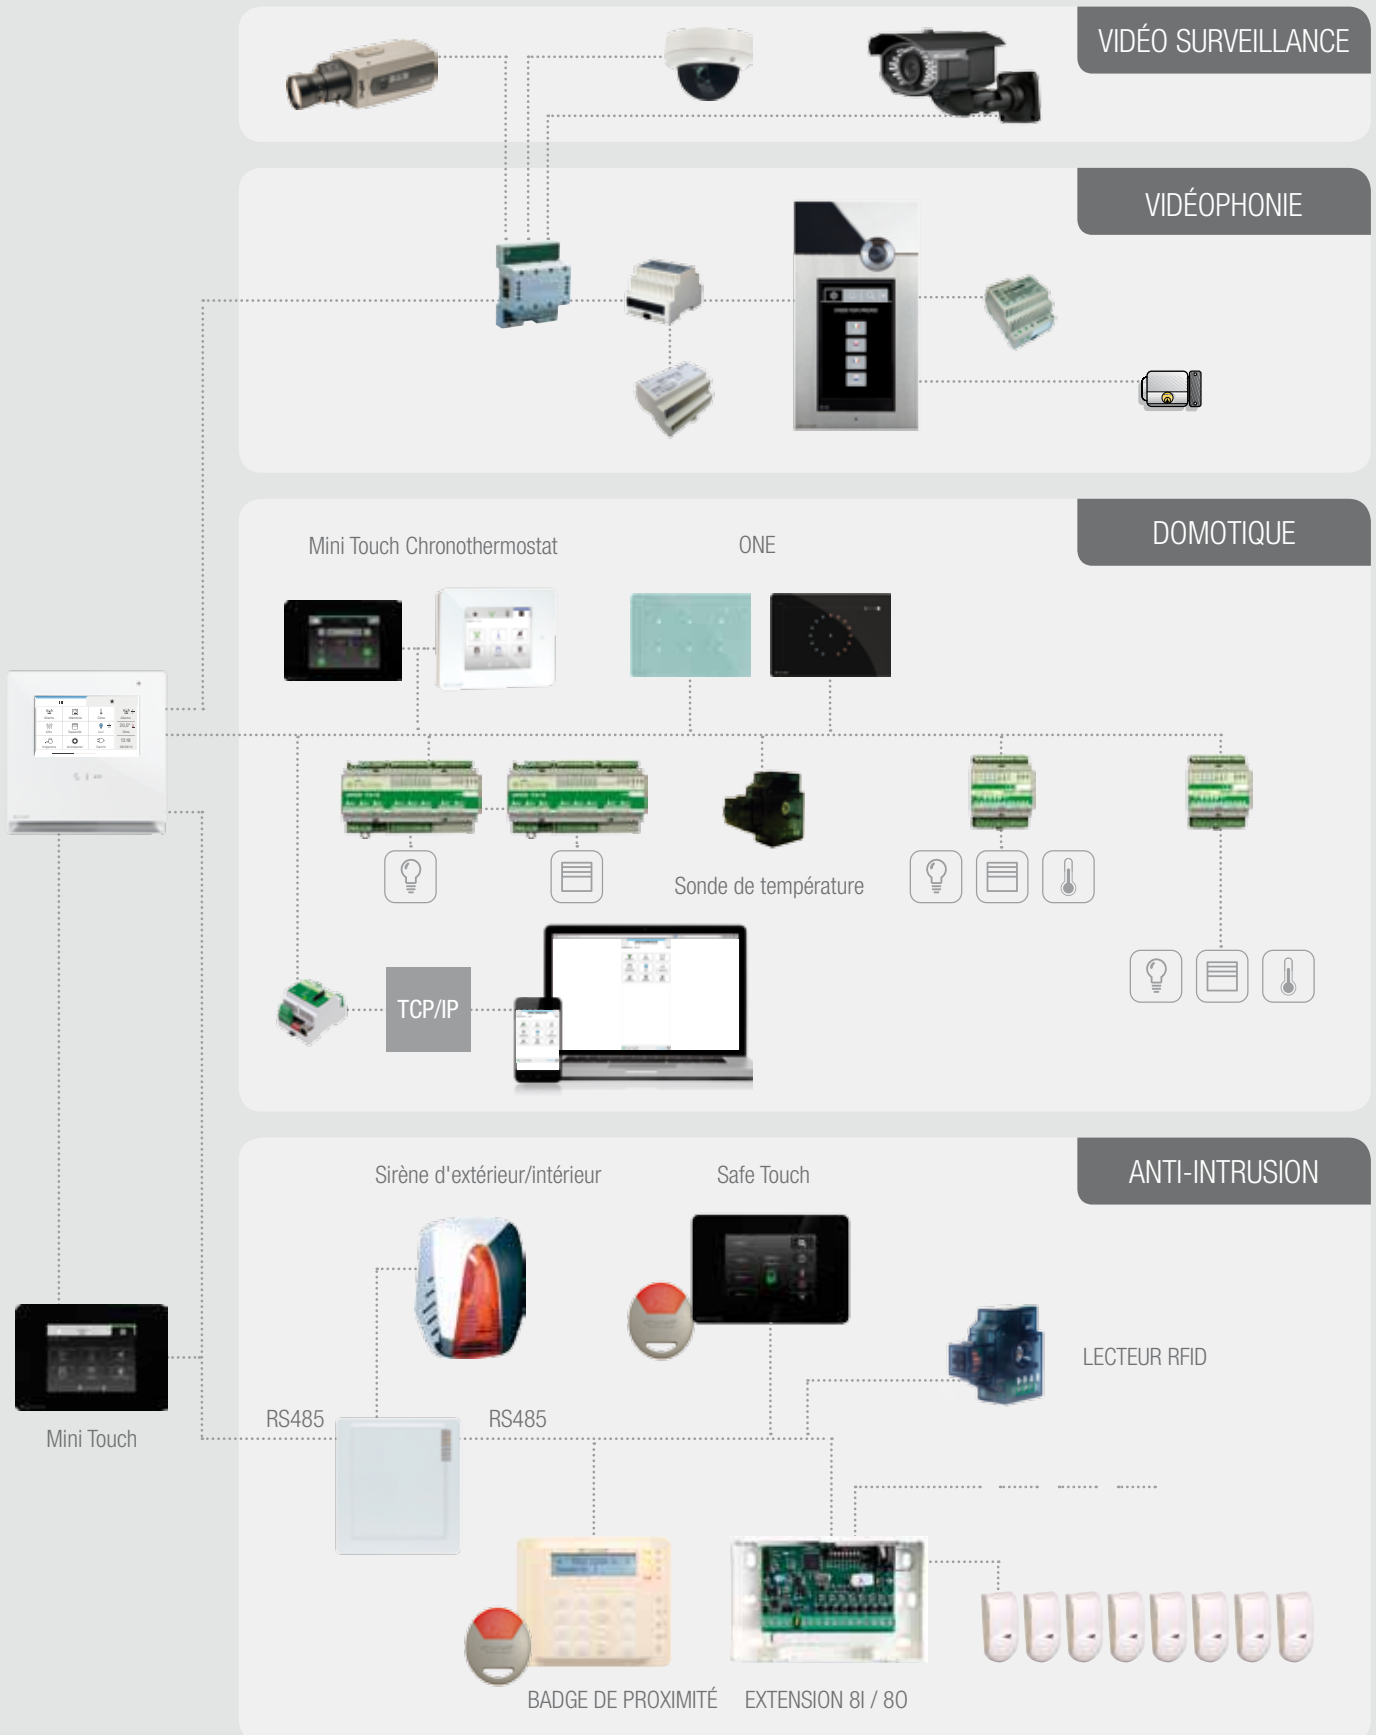 VIDÉO SURVEILLANCE
VIDÉOPHONIE
DOMOTIQUE
Mini Touch Chronothermostat
ONE
Sonde de température
TCP/IP
ANTI-INTRUSION
Sirène d'extérieur/intérieur
Safe Touch
LECTEUR RFID
RS485
RS485
Mini Touch
BADGE DE PROXIMITÉ
EXTENSION 8I / 8O